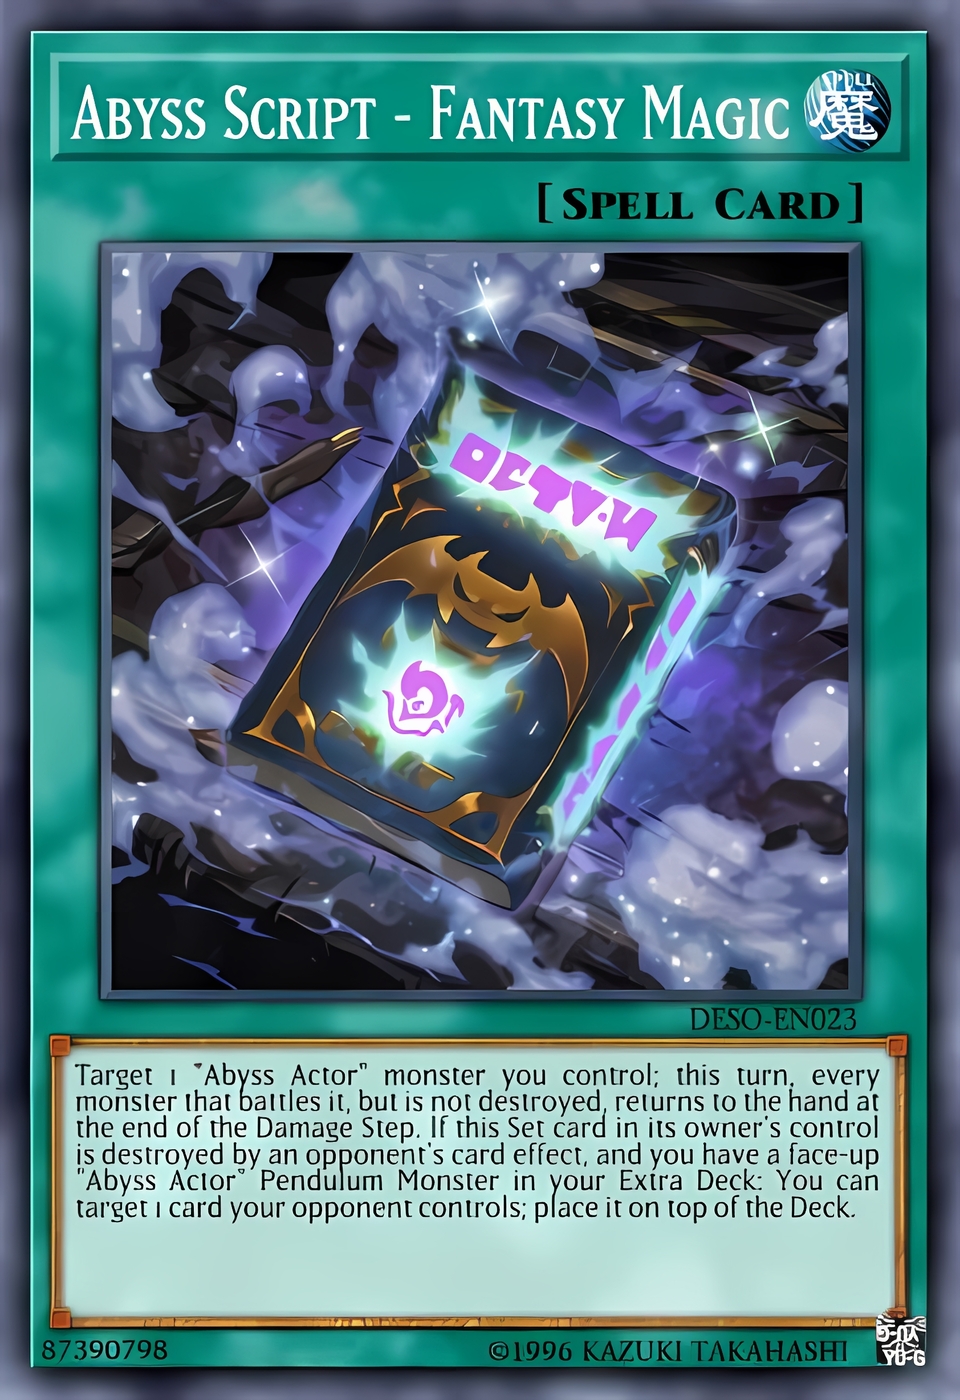 ABYSS SCRIPT - FANTASY MAGIC 魔
[SPELL CARD]
DESO-EN023
Target 1 "Abyss Actor" monster you control; this turn, every
monster that battles it, but is not destroyed, returns to the hand at
the end of the Damage Step. If this Set card in its owner's control
is destroyed by an opponent's card effect, and you have a face-up
"Abyss Actor" Pendulum Monster in your Extra Deck: You can
target 1 card your opponent controls; place it on top of the Deck.
87390798
©1996 KAZUKI TAKAHASHI